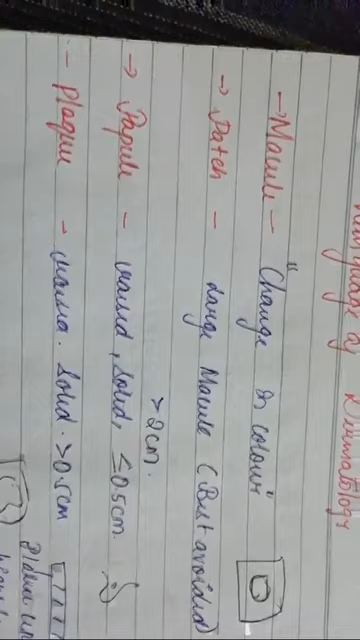 Language of Dermatology
→ Macule - "Change in colour"
→ Patch - Large Macule (Best avoided)
>2cm.
→ Papule - raised, solid, ≤0.5cm.
- Plaque - raised. solid. >0.5cm